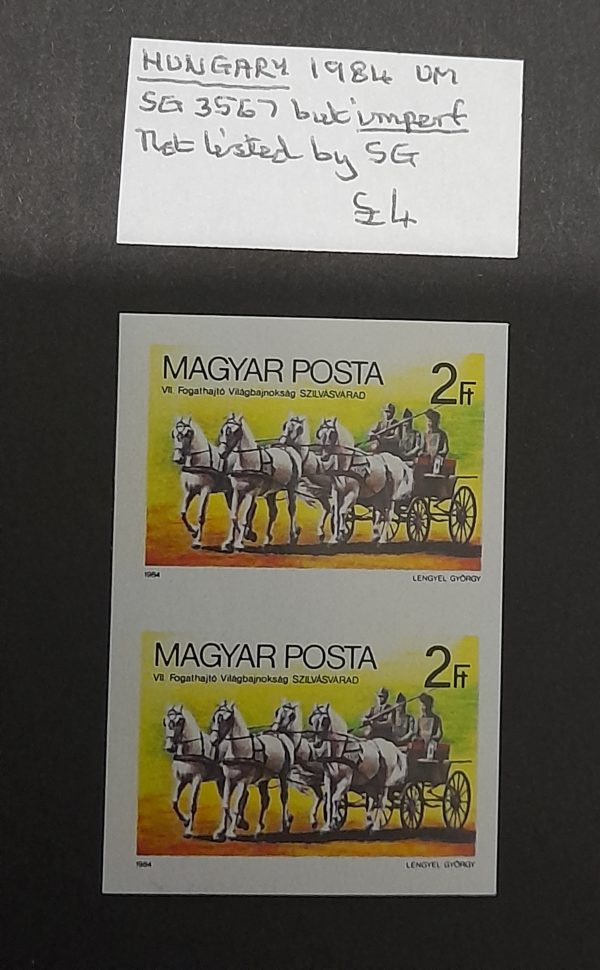 HUNGARY 1984 UM
SG 3567 but imperf
Not listed by SG
£4
MAGYAR POSTA 2Ft
VII. Fogathajtó Világbajnokság SZILVÁSVÁRAD
1984 LENGYEL GYÖRGY
MAGYAR POSTA 2Ft
VII. Fogathajtó Világbajnokság SZILVÁSVÁRAD
1984 LENGYEL GYÖRGY